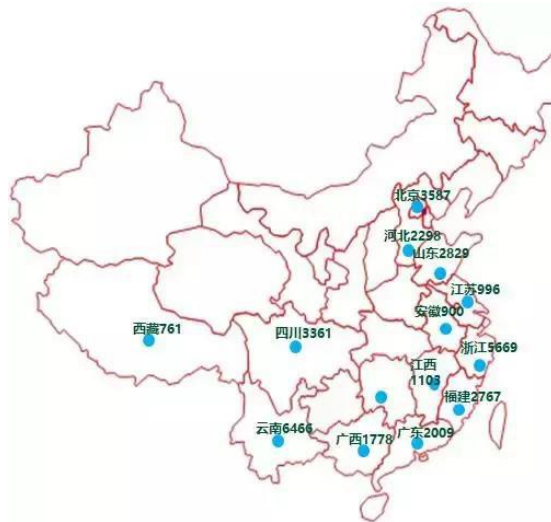 北京3587
河北2298
山东2829
江苏996
安徽900
西藏761
四川3361
浙江5669
江西
1103
福建2767
云南6466
广西1778
广东2009